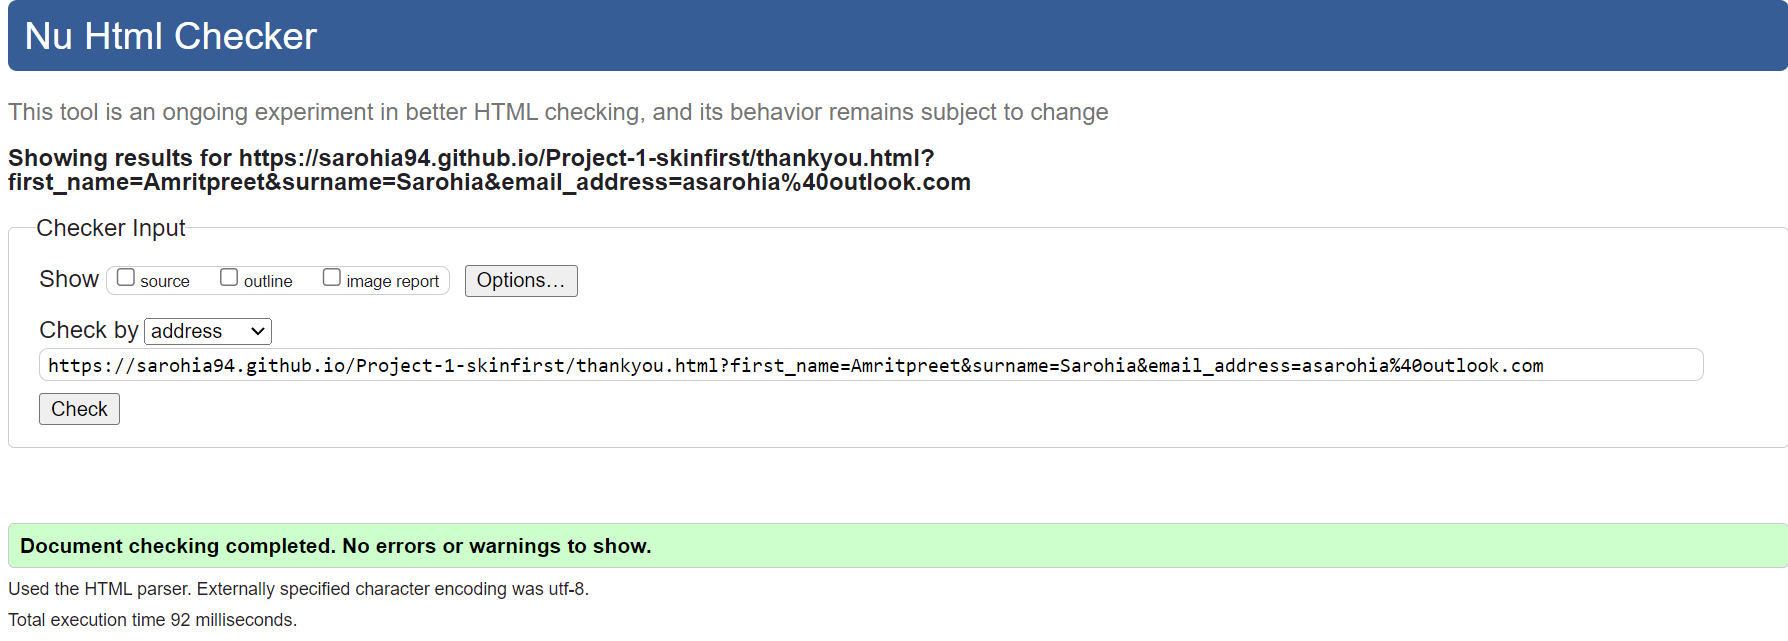 Nu Html Checker
This tool is an ongoing experiment in better HTML checking, and its behavior remains subject to change
Showing results for https://sarohia94.github.io/Project-1-skinfirst/thankyou.html?
first_name=Amritpreet&surname=Sarohia&email_address=asarohia%40outlook.com
Checker Input
Show source outline image report Options...
Check by address
https://sarohia94.github.io/Project-1-skinfirst/thankyou.html?first_name=Amritpreet&surname=Sarohia&email_address=asarohia%40outlook.com
Check
Document checking completed. No errors or warnings to show.
Used the HTML parser. Externally specified character encoding was utf-8.
Total execution time 92 milliseconds.